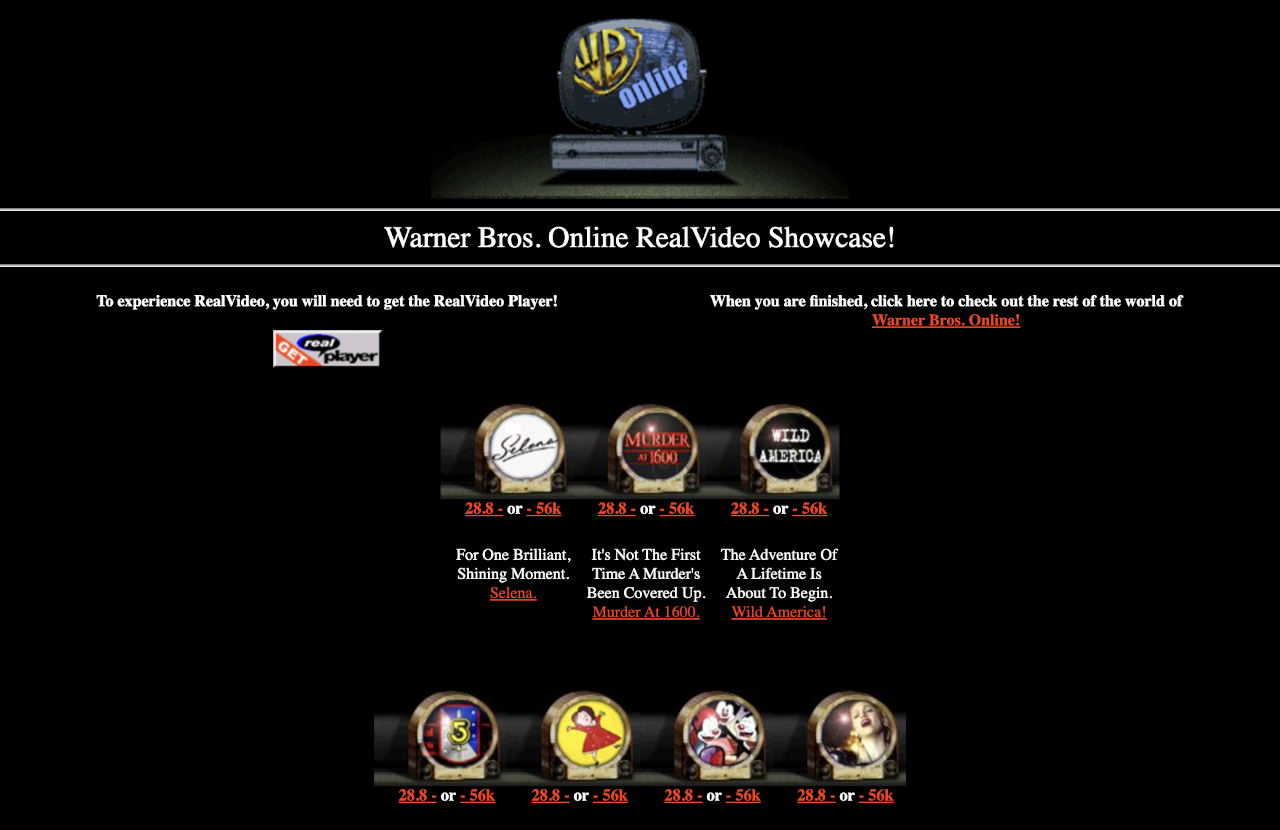 WB
online
Warner Bros. Online RealVideo Showcase!
To experience RealVideo, you will need to get the RealVideo Player!
When you are finished, click here to check out the rest of the world of
Warner Bros. Online!
GET real player
Selena
MURDER
AT 1600
WILD
AMERICA
28.8 - or - 56k
28.8 - or - 56k
28.8 - or - 56k
For One Brilliant,
Shining Moment.
Selena.
It's Not The First
Time A Murder's
Been Covered Up.
Murder At 1600.
The Adventure Of
A Lifetime Is
About To Begin.
Wild America!
5
28.8 - or - 56k
28.8 - or - 56k
28.8 - or - 56k
28.8 - or - 56k